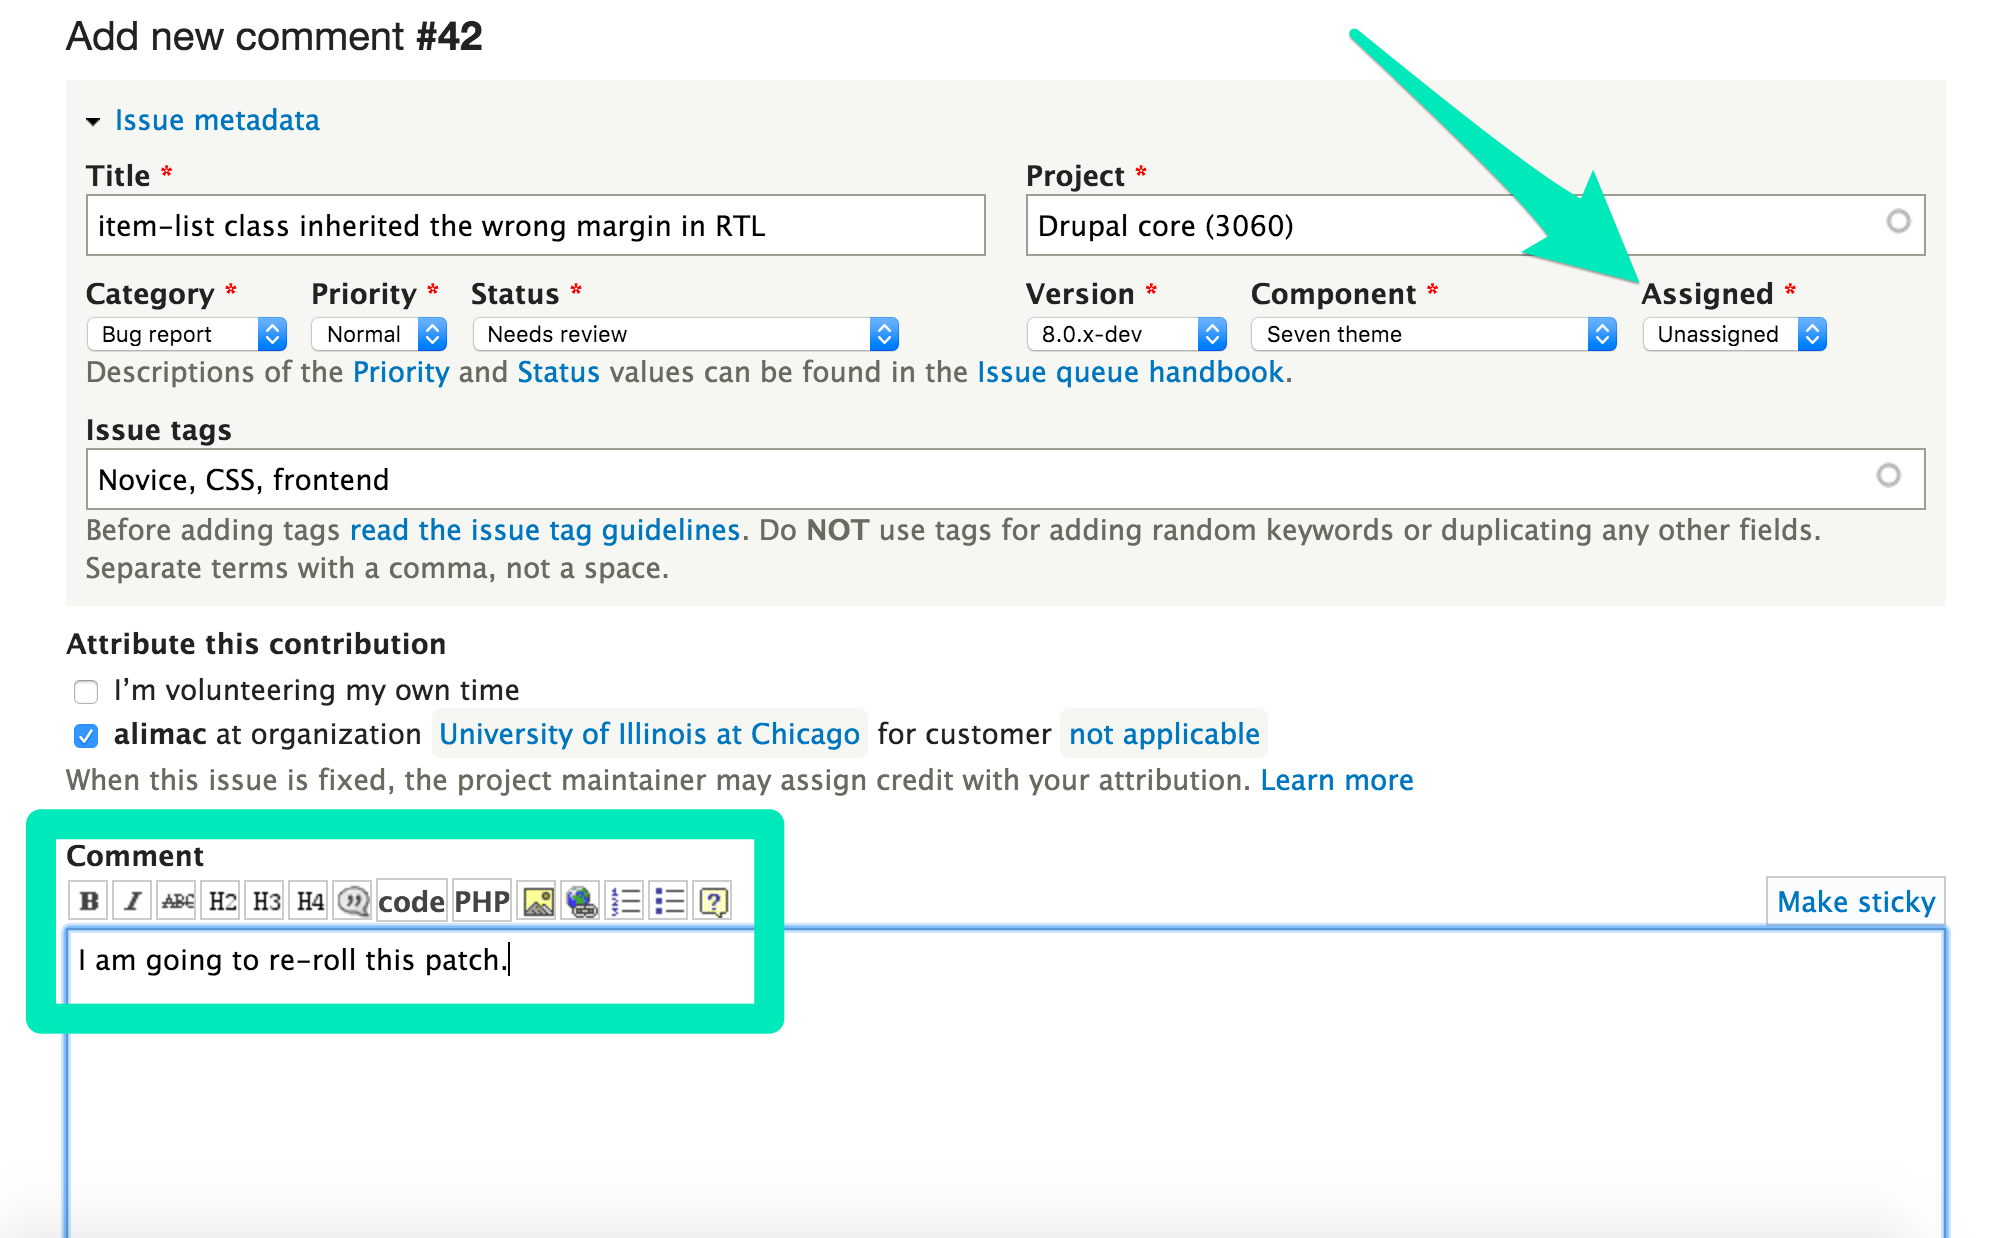 Add new comment #42
Issue metadata
Title * Project *
item-list class inherited the wrong margin in RTL Drupal core (3060)
Category * Priority * Status * Version * Component * Assigned *
Bug report Normal Needs review 8.0.x-dev Seven theme Unassigned
Descriptions of the Priority and Status values can be found in the Issue queue handbook.
Issue tags
Novice, CSS, frontend
Before adding tags read the issue tag guidelines. Do NOT use tags for adding random keywords or duplicating any other fields.
Separate terms with a comma, not a space.
Attribute this contribution
I’m volunteering my own time
alimac at organization University of Illinois at Chicago for customer not applicable
When this issue is fixed, the project maintainer may assign credit with your attribution. Learn more
Comment
B I ABC H2 H3 H4 code PHP Make sticky
I am going to re-roll this patch.